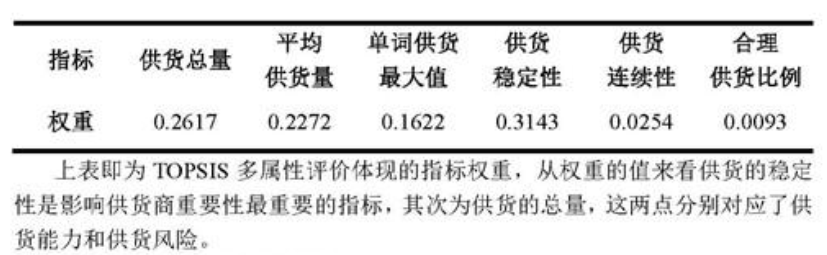 指标 供货总量 平均供货量 单词供货最大值 供货稳定性 供货连续性 合理供货比例
权重 0.2617 0.2272 0.1622 0.3143 0.0254 0.0093
上表即为 TOPSIS 多属性评价体现的指标权重，从权重的值来看供货的稳定
性是影响供货商重要性最重要的指标，其次为供货的总量，这两点分别对应了供
货能力和供货风险。